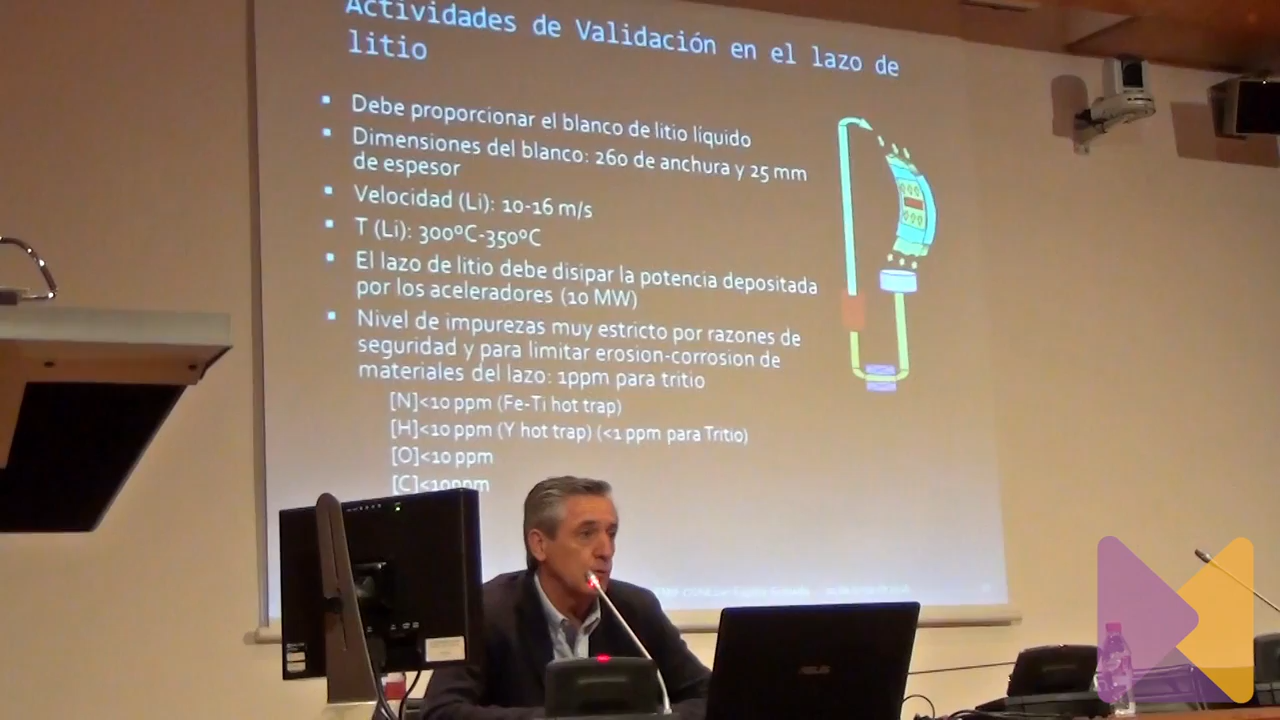 Actividades de Validación en el lazo de
litio
▪ Debe proporcionar el blanco de litio líquido
▪ Dimensiones del blanco: 260 de anchura y 25 mm
de espesor
▪ Velocidad (Li): 10-16 m/s
▪ T (Li): 300ºC-350ºC
▪ El lazo de litio debe disipar la potencia depositada
por los aceleradores (10 MW)
▪ Nivel de impurezas muy estricto por razones de
seguridad y para limitar erosion-corrosion de
materiales del lazo: 1ppm para tritio
[N]<10 ppm (Fe-Ti hot trap)
[H]<10 ppm (Y hot trap) (<1 ppm para Tritio)
[O]<10 ppm
[C]<10ppm
ASUS